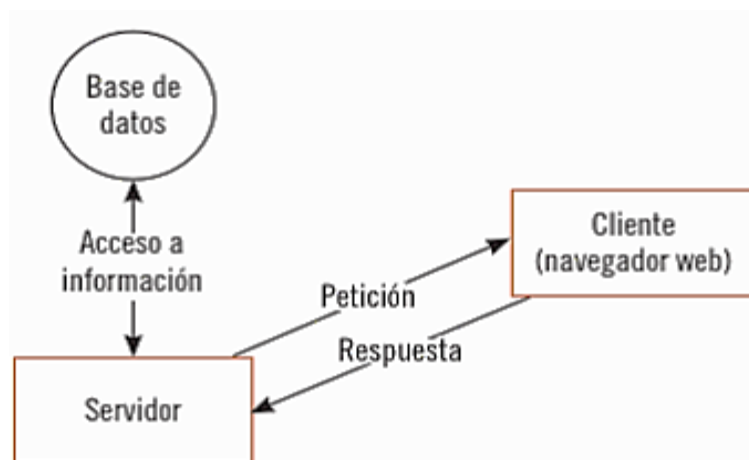 Base de
datos
Acceso a
información
Cliente
(navegador web)
Petición
Respuesta
Servidor